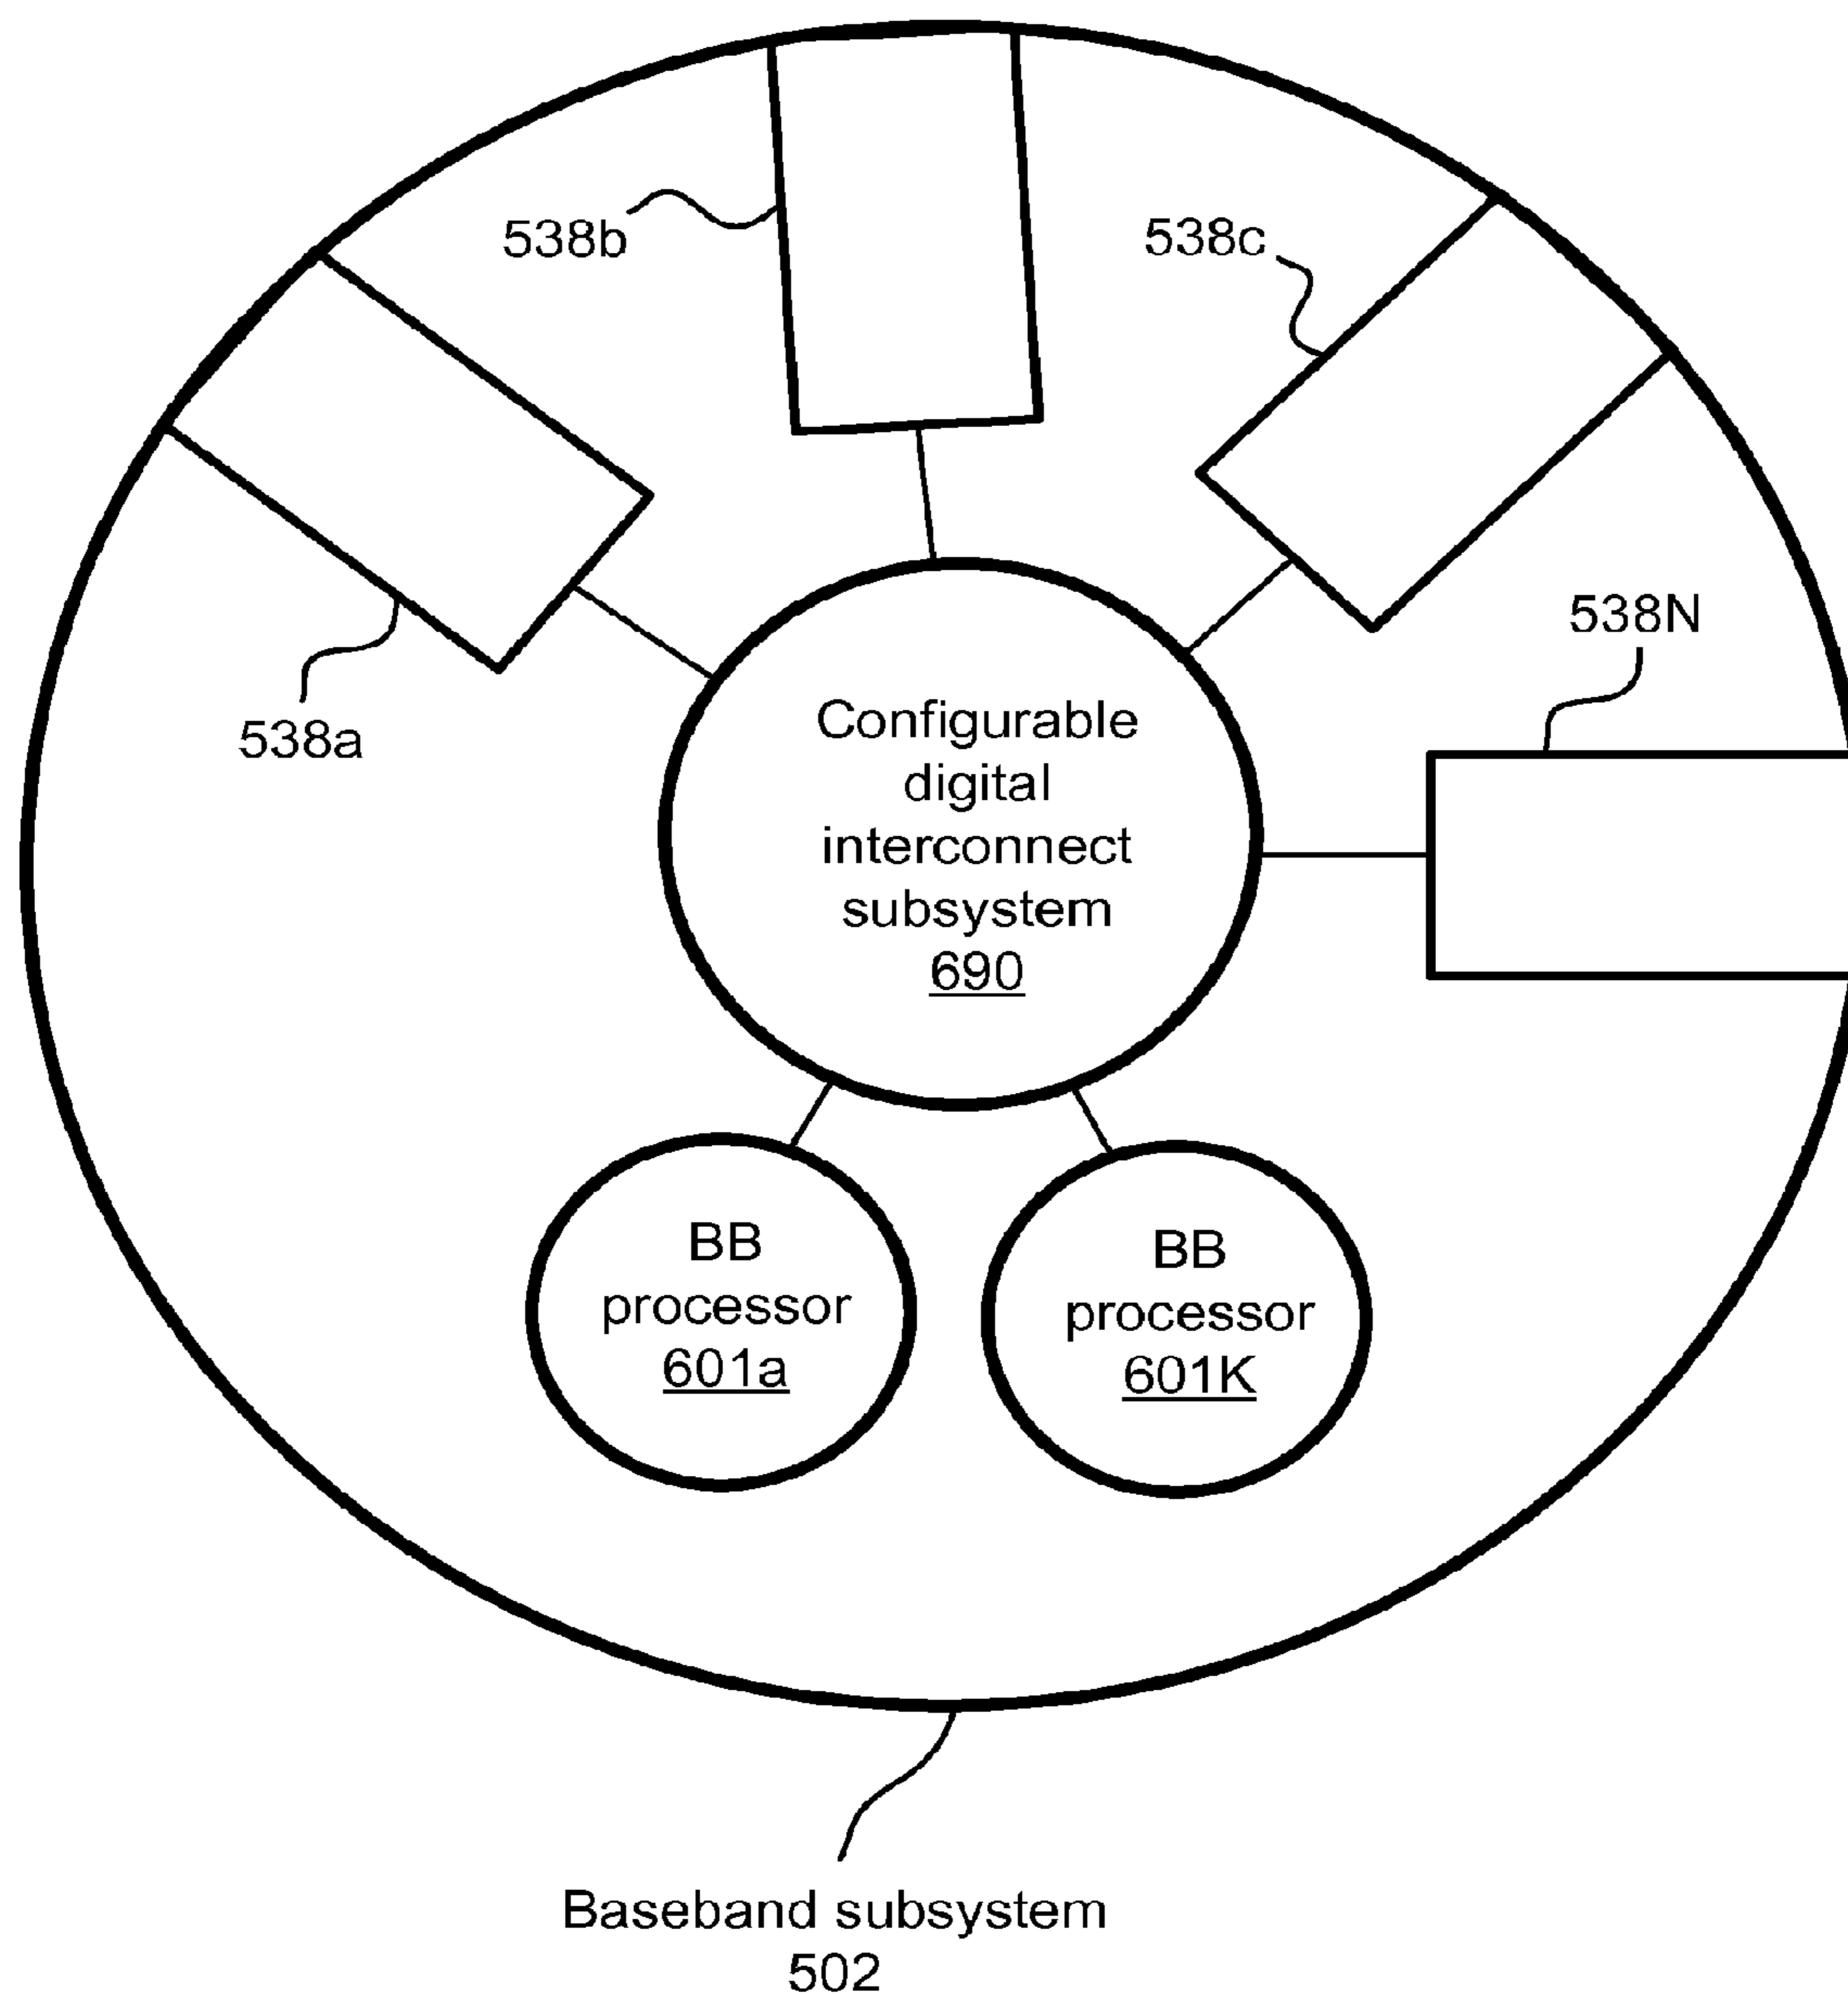 538b
538c
538N
538a
Configurable
digital
interconnect
subsystem
690
BB
processor
601a
BB
processor
601K
Baseband subsystem
502